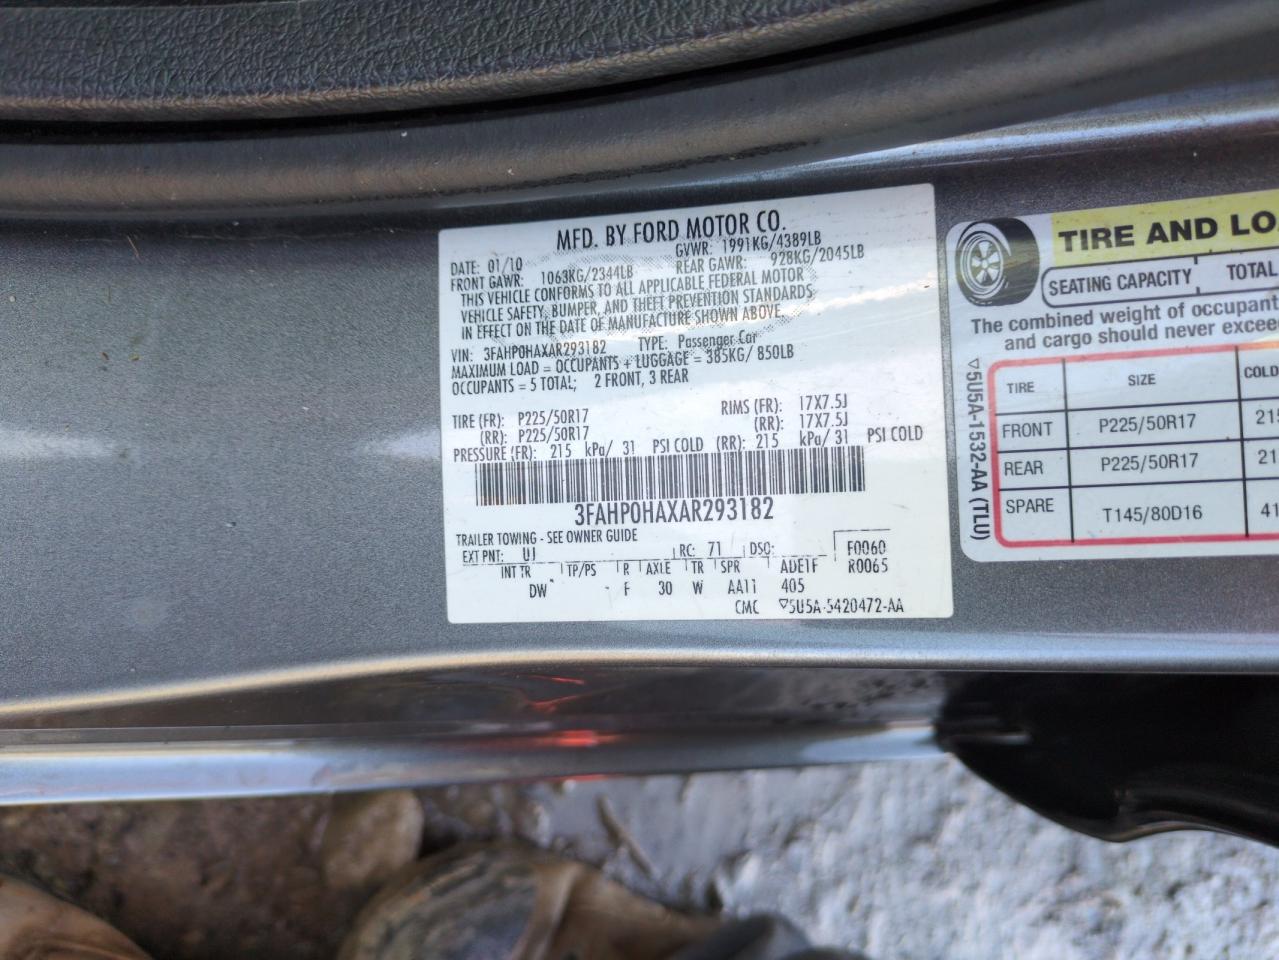 MFD. BY FORD MOTOR CO.
DATE: 01/10 GVWR: 1991KG/4389LB
FRONT GAWR: 1063KG/2344LB REAR GAWR: 928KG/2045LB
THIS VEHICLE CONFORMS TO ALL APPLICABLE FEDERAL MOTOR
VEHICLE SAFETY, BUMPER, AND THEFT PREVENTION STANDARDS
IN EFFECT ON THE DATE OF MANUFACTURE SHOWN ABOVE.
VIN: 3FAHP0HAXAR293182 TYPE: Passenger Car
MAXIMUM LOAD = OCCUPANTS + LUGGAGE = 385KG/ 850LB
OCCUPANTS = 5 TOTAL; 2 FRONT, 3 REAR
TIRE (FR): P225/50R17 RIMS (FR): 17X7.5J
(RR): P225/50R17 (RR): 17X7.5J
PRESSURE (FR): 215 kPa/ 31 PSI COLD (RR): 215 kPa/ 31 PSI COLD
3FAHP0HAXAR293182
TRAILER TOWING - SEE OWNER GUIDE
EXT PNT: UJ RC: 71 DSO: F0060
INT TR TP/PS R AXLE TR SPR ADE1F R0065
DW F 30 W AA11 405
CMC ▽5U5A-5420472-AA
TIRE AND LO
SEATING CAPACITY TOTAL
The combined weight of occupant
and cargo should never excee
▽5U5A-1532-AA (TLU)
TIRE SIZE COLD
FRONT P225/50R17 215
REAR P225/50R17 21
SPARE T145/80D16 41